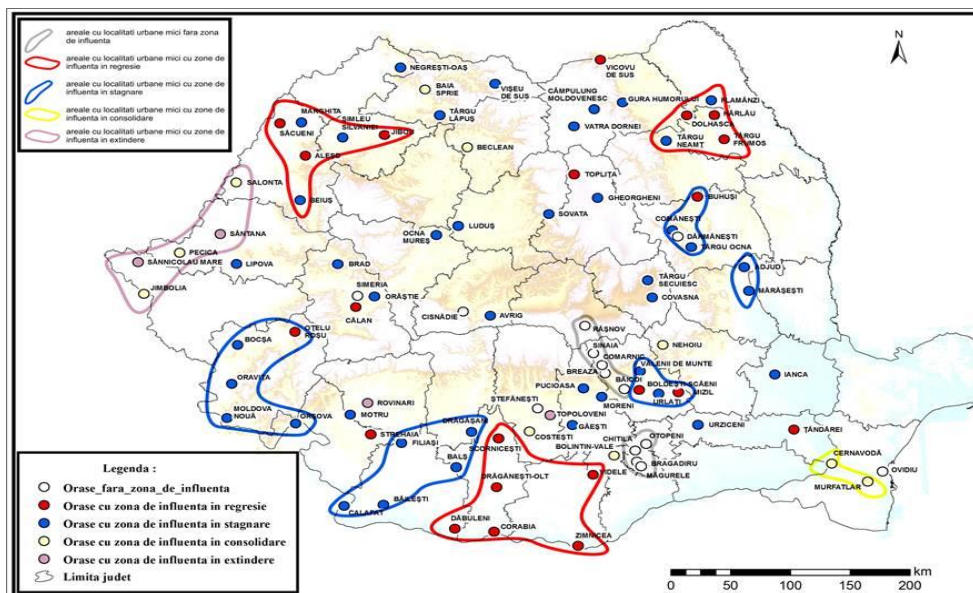 areale cu localitati urbane mici fara zona
de influenta
areale cu localitati urbane mici cu zone de
influenta in regresie
areale cu localitati urbane mici cu zone de
influenta in stagnare
areale cu localitati urbane mici cu zone de
influenta in consolidare
areale cu localitati urbane mici cu zone de
influenta in extindere
N
NEGREȘTI-OAȘ
VICOVU
DE SUS
BAIA
SPRIE
VIȘEU DE SUS
CÂMPULUNG
MOLDOVENESC
GURA HUMORULUI
FLAMÂNZI
MARGHITA
SĂCUENI
SIMLEU
SILVANIEI
JIBOU
TÂRGU
LĂPUȘ
VATRA DORNEI
HÂRLĂU
DOLHASCA
TÂRGU
NEAMȚ
TÂRGU
FRUMOS
ALEȘD
BECLEAN
TOPLIȚA
SALONTA
BEIUȘ
GHEORGHENI
BUHUȘI
SOVATA
COMĂNEȘTI
DĂRMĂNEȘTI
TÂRGU OCNA
SÂNTANA
LUDUȘ
OCNA
MUREȘ
PECICA
SÂNNICOLAU MARE
LIPOVA
BRAD
ADJUD
JIMBOLIA
SIMERIA
ORĂȘTIE
CĂLAN
TÂRGU
SECUIESC
COVASNA
MĂRĂȘEȘTI
CISNĂDIE
AVRIG
RÂȘNOV
OȚELU
ROȘU
BOCȘA
SINAIA
COMARNIC
NEHOIU
VALENII DE MUNTE
BREAZA
BĂICOI
IANCA
ORAVIȚA
PUCIOASA
BOLDEȘTI-SCĂENI
MIZIL
URLAȚI
MORENI
ROVINARI
MOTRU
ȘTEFĂNEȘTI
TOPOLOVENI
GĂEȘTI
MOLDOVA
NOUĂ
ORȘOVA
DRĂGĂȘANI
COSTEȘTI
URZICENI
STREHAIA
FILIAȘI
SCORNICEȘTI
BOLINTIN-VALE
CHITILA
OTOPENI
ȚĂNDĂREI
BRAGADIRU
MĂGURELE
CERNAVODĂ
OVIDIU
MURFATLAR
BALȘ
DRĂGĂNEȘTI-OLT
VIDELE
BĂILEȘTI
CALAFAT
DĂBULENI
CORABIA
ZIMNICEA
Legenda :
Orase_fara_zona_de_influenta
Orase cu zona de influenta in regresie
Orase cu zona de influenta in stagnare
Orase cu zona de influenta in consolidare
Orase cu zona de influenta in extindere
Limita judet
km
0 50 100 150 200